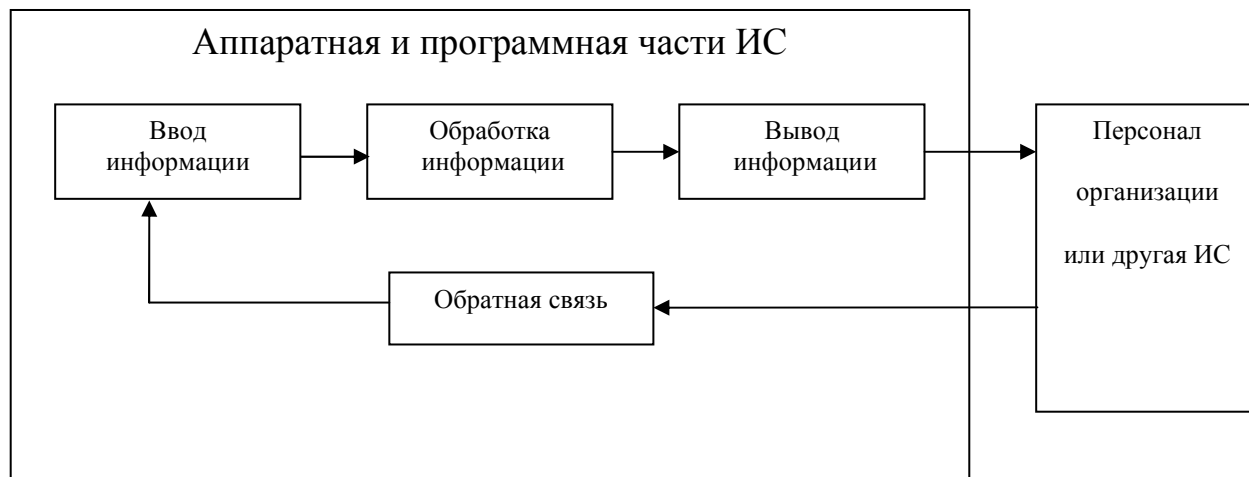 Аппаратная и программная части ИС
Ввод
информации
Обработка
информации
Вывод
информации
Персонал
организации
или другая ИС
Обратная связь